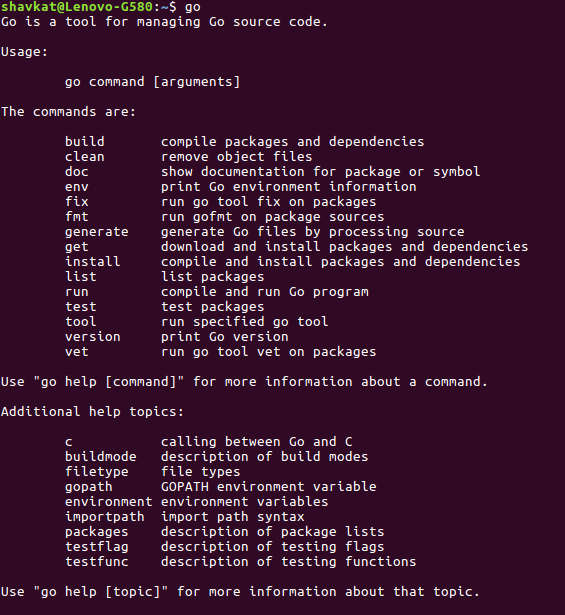 shavkat@Lenovo-G580:~$ go
Go is a tool for managing Go source code.

Usage:

        go command [arguments]

The commands are:

        build       compile packages and dependencies
        clean       remove object files
        doc         show documentation for package or symbol
        env         print Go environment information
        fix         run go tool fix on packages
        fmt         run gofmt on package sources
        generate    generate Go files by processing source
        get         download and install packages and dependencies
        install     compile and install packages and dependencies
        list        list packages
        run         compile and run Go program
        test        test packages
        tool        run specified go tool
        version     print Go version
        vet         run go tool vet on packages

Use "go help [command]" for more information about a command.

Additional help topics:

        c           calling between Go and C
        buildmode   description of build modes
        filetype    file types
        gopath      GOPATH environment variable
        environment environment variables
        importpath  import path syntax
        packages    description of package lists
        testflag    description of testing flags
        testfunc    description of testing functions

Use "go help [topic]" for more information about that topic.